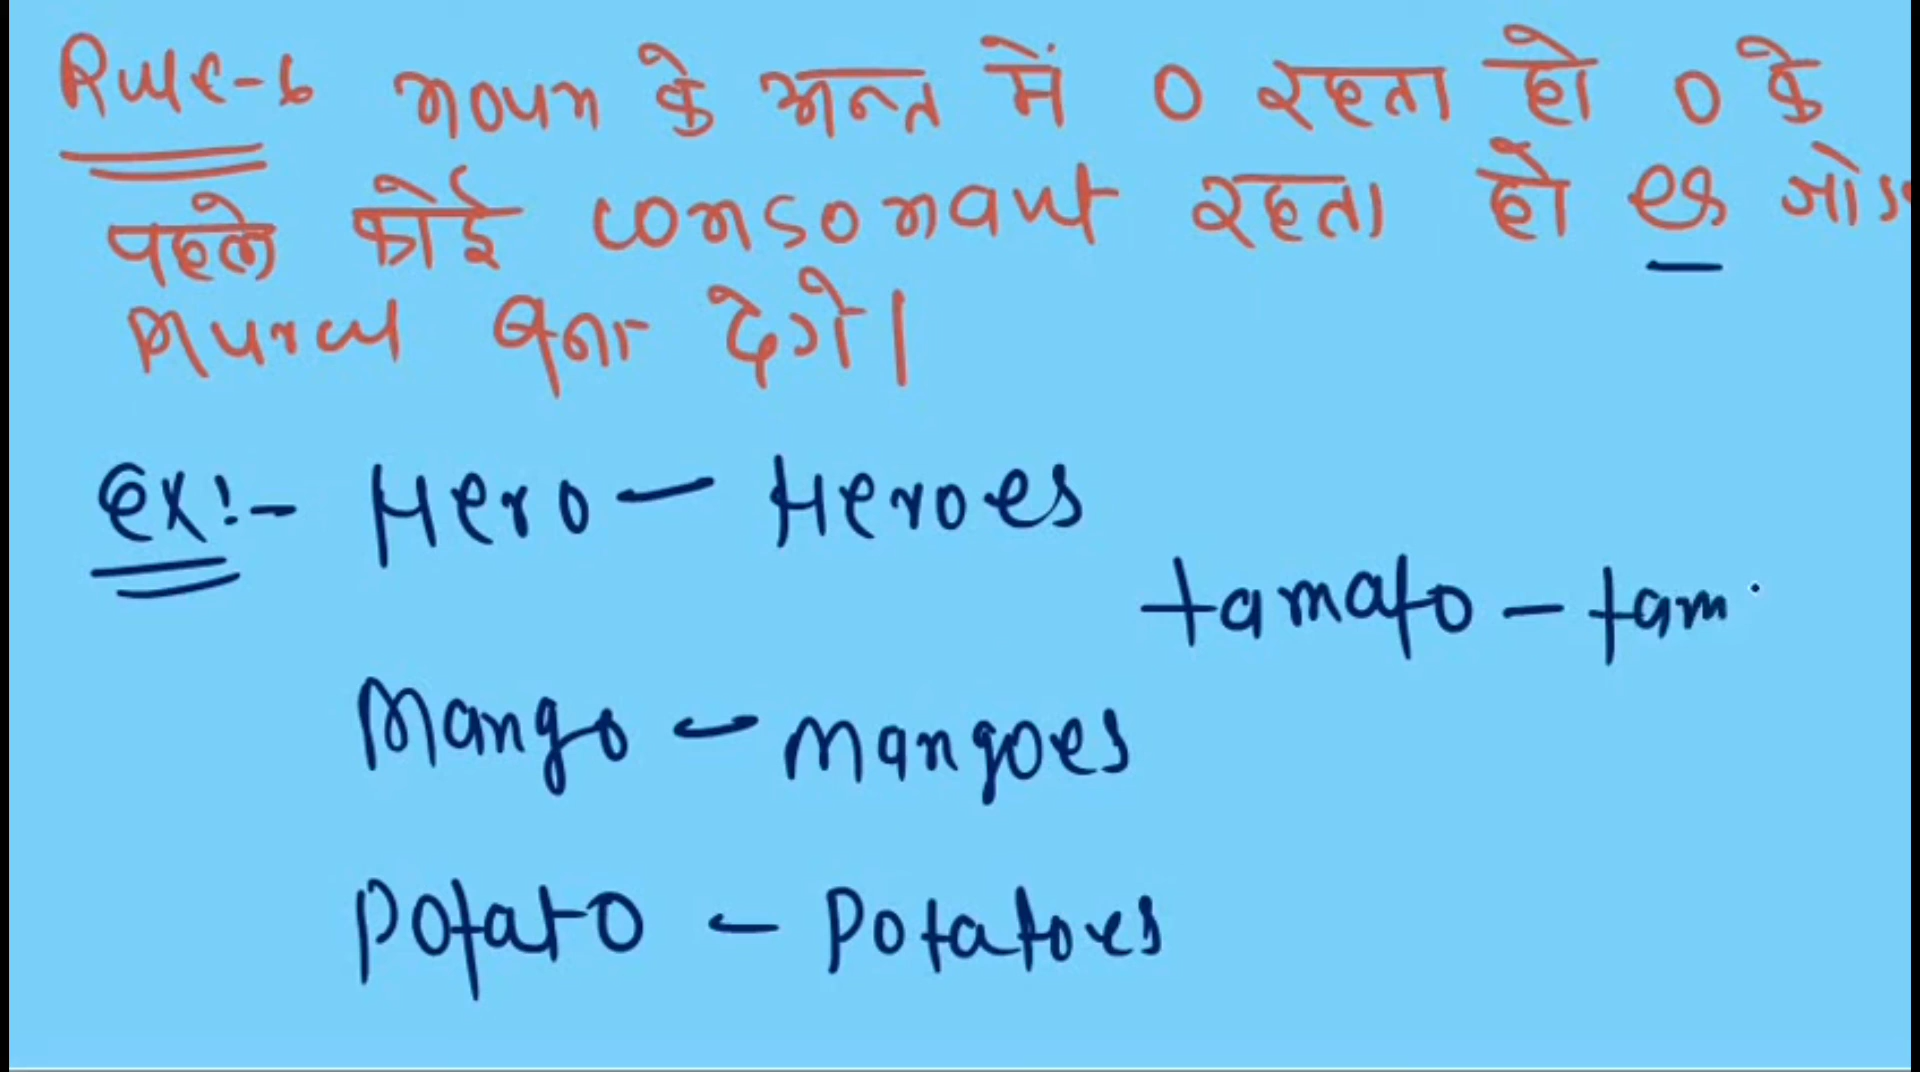 Rule-6 noun के अन्त में o रहता हो o के
पहले कोई consonant रहता हो es जोड़
plural बना देगे।
Ex:- Hero - Heroes
tamato - tam
Mango - mangoes
Potato - Potatoes